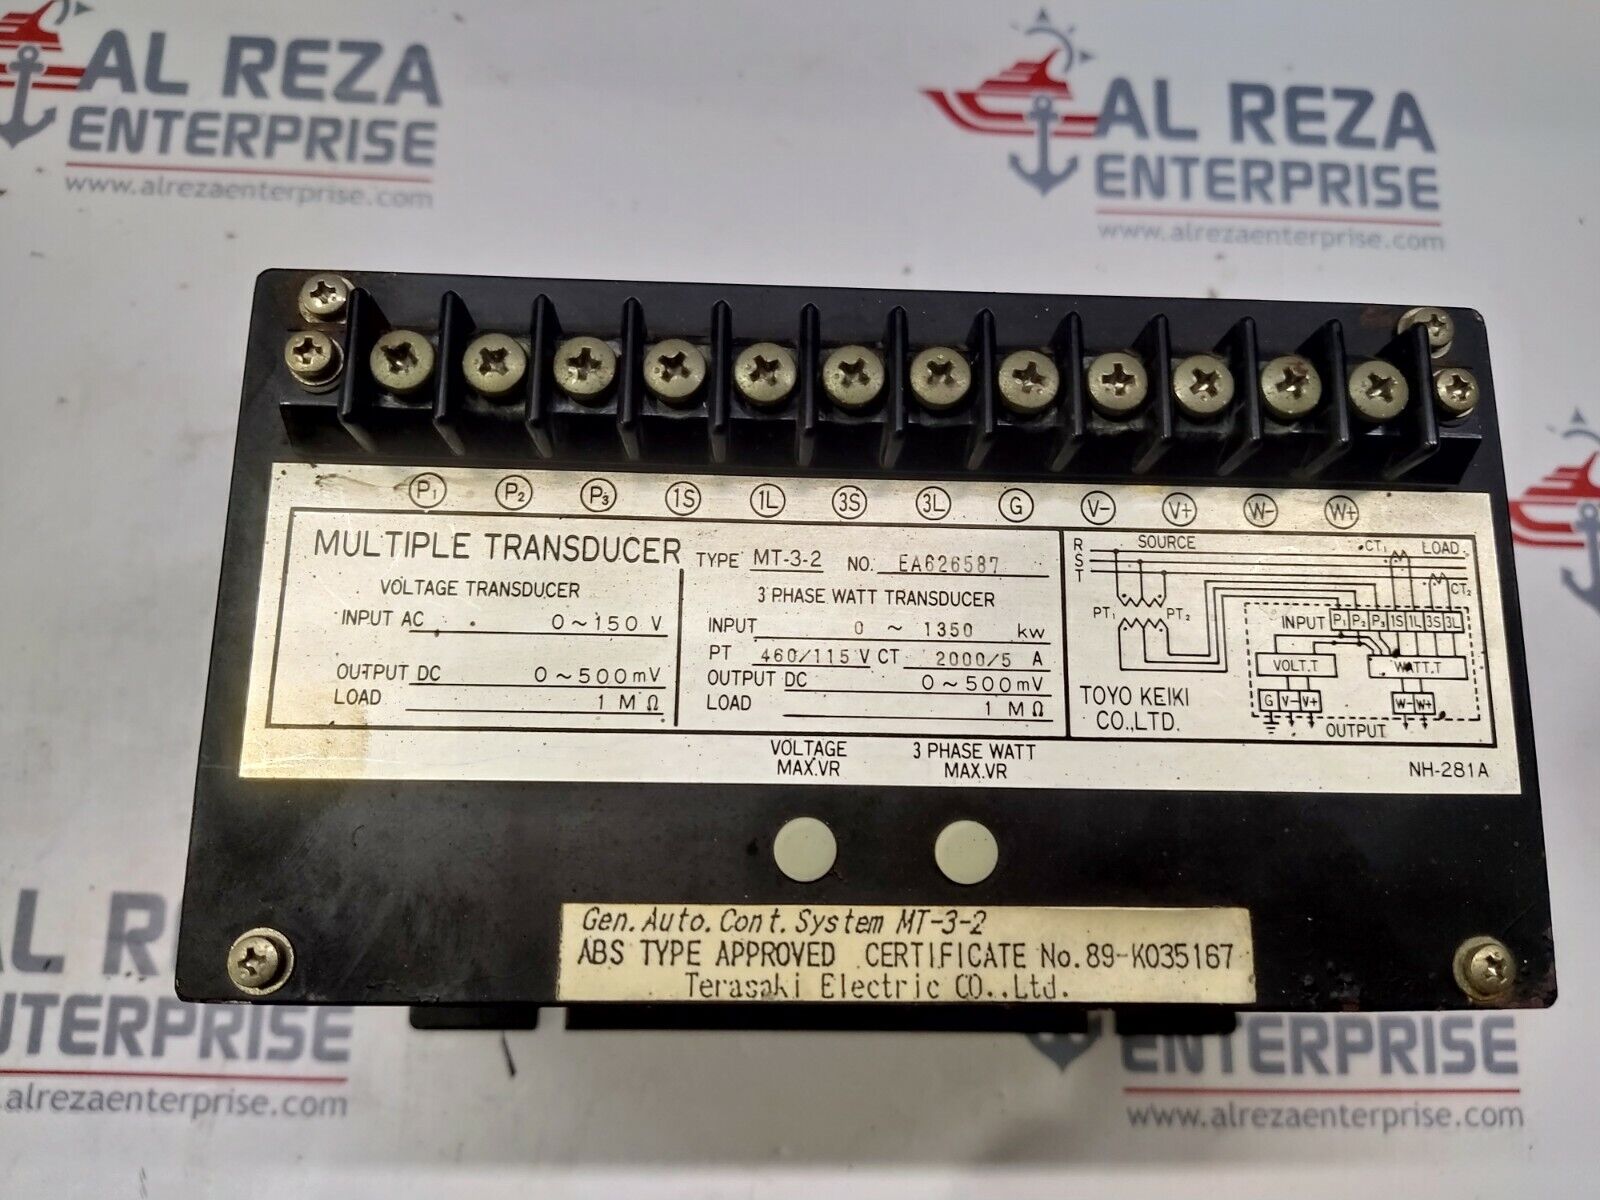 AL REZA
ENTERPRISE
www.alrezaenterprise.com
AL REZA
ENTERPRISE
www.alrezaenterprise.com
P1 P2 P3 1S 1L 3S 3L G V- V+ W- W+
MULTIPLE TRANSDUCER TYPE MT-3-2 NO. EA626587
VOLTAGE TRANSDUCER
INPUT AC 0~150 V
OUTPUT DC 0~500mV
LOAD 1 MΩ
3 PHASE WATT TRANSDUCER
INPUT 0 ~ 1350 kw
PT 460/115 V CT 2000/5 A
OUTPUT DC 0~500mV
LOAD 1 MΩ
R SOURCE CT1 LOAD
S
T
CT2
PT1 PT2
INPUT P1 P2 P3 1S 1L 3S 3L
VOLT.T WATT.T
G V- V+ W- W+
OUTPUT
TOYO KEIKI
CO.,LTD.
VOLTAGE
MAX.VR
3 PHASE WATT
MAX.VR
NH-281A
Gen. Auto. Cont. System MT-3-2
ABS TYPE APPROVED CERTIFICATE No. 89-K035167
Terasaki Electric CO.,Ltd.
AL R
NTERPRISE
alrezaenterprise.com
ENTERPRISE
www.alrezaenterprise.com